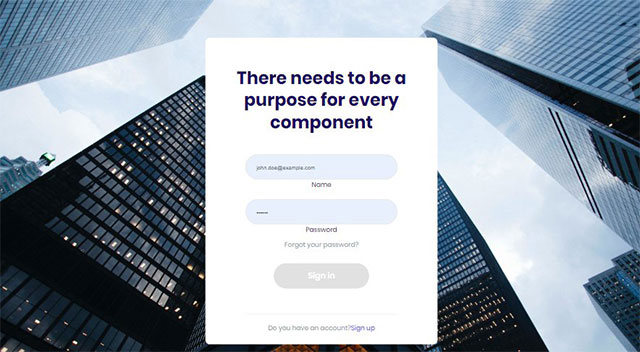 There needs to be a
purpose for every
component
john.doe@example.com
Name
Password
Forgot your password?
Sign in
Do you have an account?Sign up